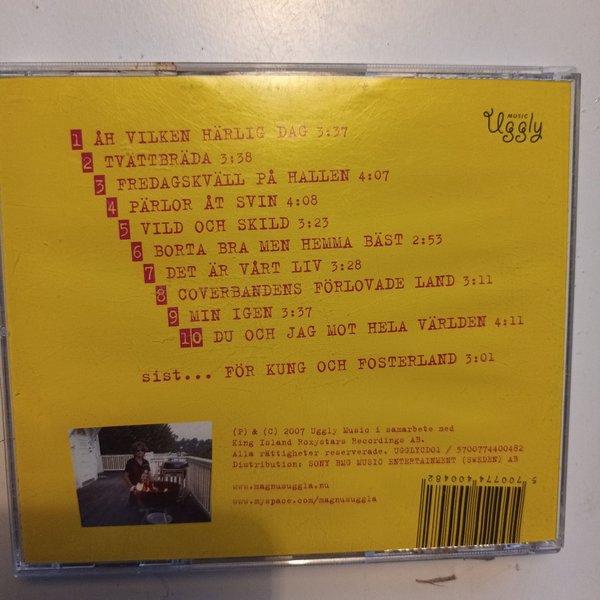 MUSIC
Uggly
1 ÅH VILKEN HÄRLIG DAG 3:37
2 TVÄTTBRÄDA 3:38
3 FREDAGSKVÄLL PÅ HALLEN 4:07
4 PÄRLOR ÅT SVIN 4:08
5 VILD OCH SKILD 3:23
6 BORTA BRA MEN HEMMA BÄST 2:53
7 DET ÄR VÅRT LIV 3:28
8 COVERBANDENS FÖRLOVADE LAND 3:11
9 MIN IGEN 3:37
10 DU OCH JAG MOT HELA VÄRLDEN 4:11
sist... FÖR KUNG OCH FOSTERLAND 3:01
(P) & (C) 2007 Uggly Music i samarbete med
King Island Roxystars Recordings AB.
Alla rättigheter reserverade. UGGLYCD01 / 5700774400482
Distribution: SONY BMG MUSIC ENTERTAINMENT (SWEDEN) AB
www.magnusuggla.nu
www.myspace.com/magnusuggla
5 700774 400482